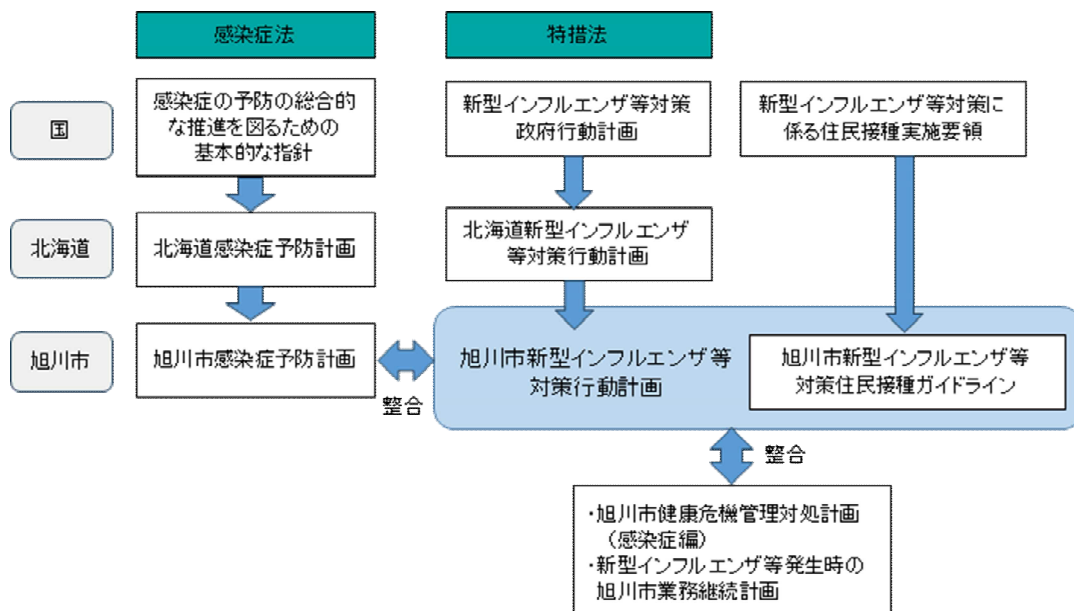 感染症法
特措法
国
感染症の予防の総合的
な推進を図るための
基本的な指針
新型インフルエンザ等対策
政府行動計画
新型インフルエンザ等対策に
係る住民接種実施要領
北海道
北海道感染症予防計画
北海道新型インフルエンザ
等対策行動計画
旭川市
旭川市感染症予防計画
整合
旭川市新型インフルエンザ等
対策行動計画
旭川市新型インフルエンザ等
対策住民接種ガイドライン
整合
・旭川市健康危機管理対処計画
（感染症編）
・新型インフルエンザ等発生時の
旭川市業務継続計画